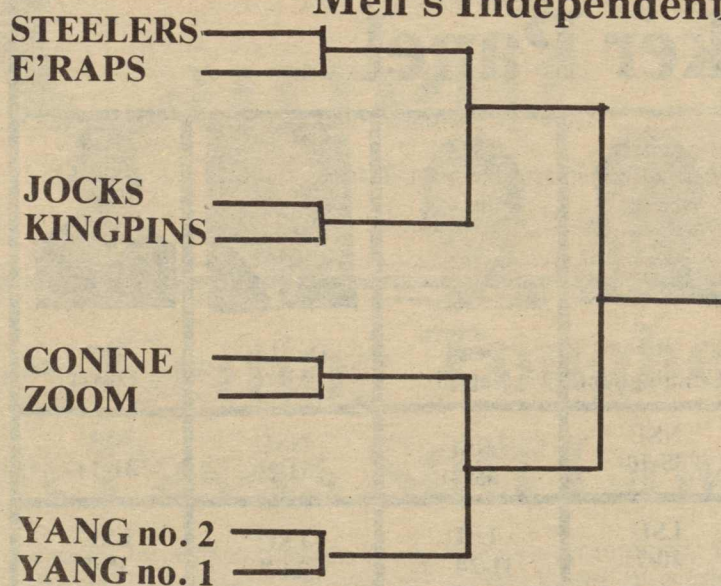 Men's Independent
STEELERS
E'RAPS
JOCKS
KINGPINS
CONINE
ZOOM
YANG no. 2
YANG no. 1